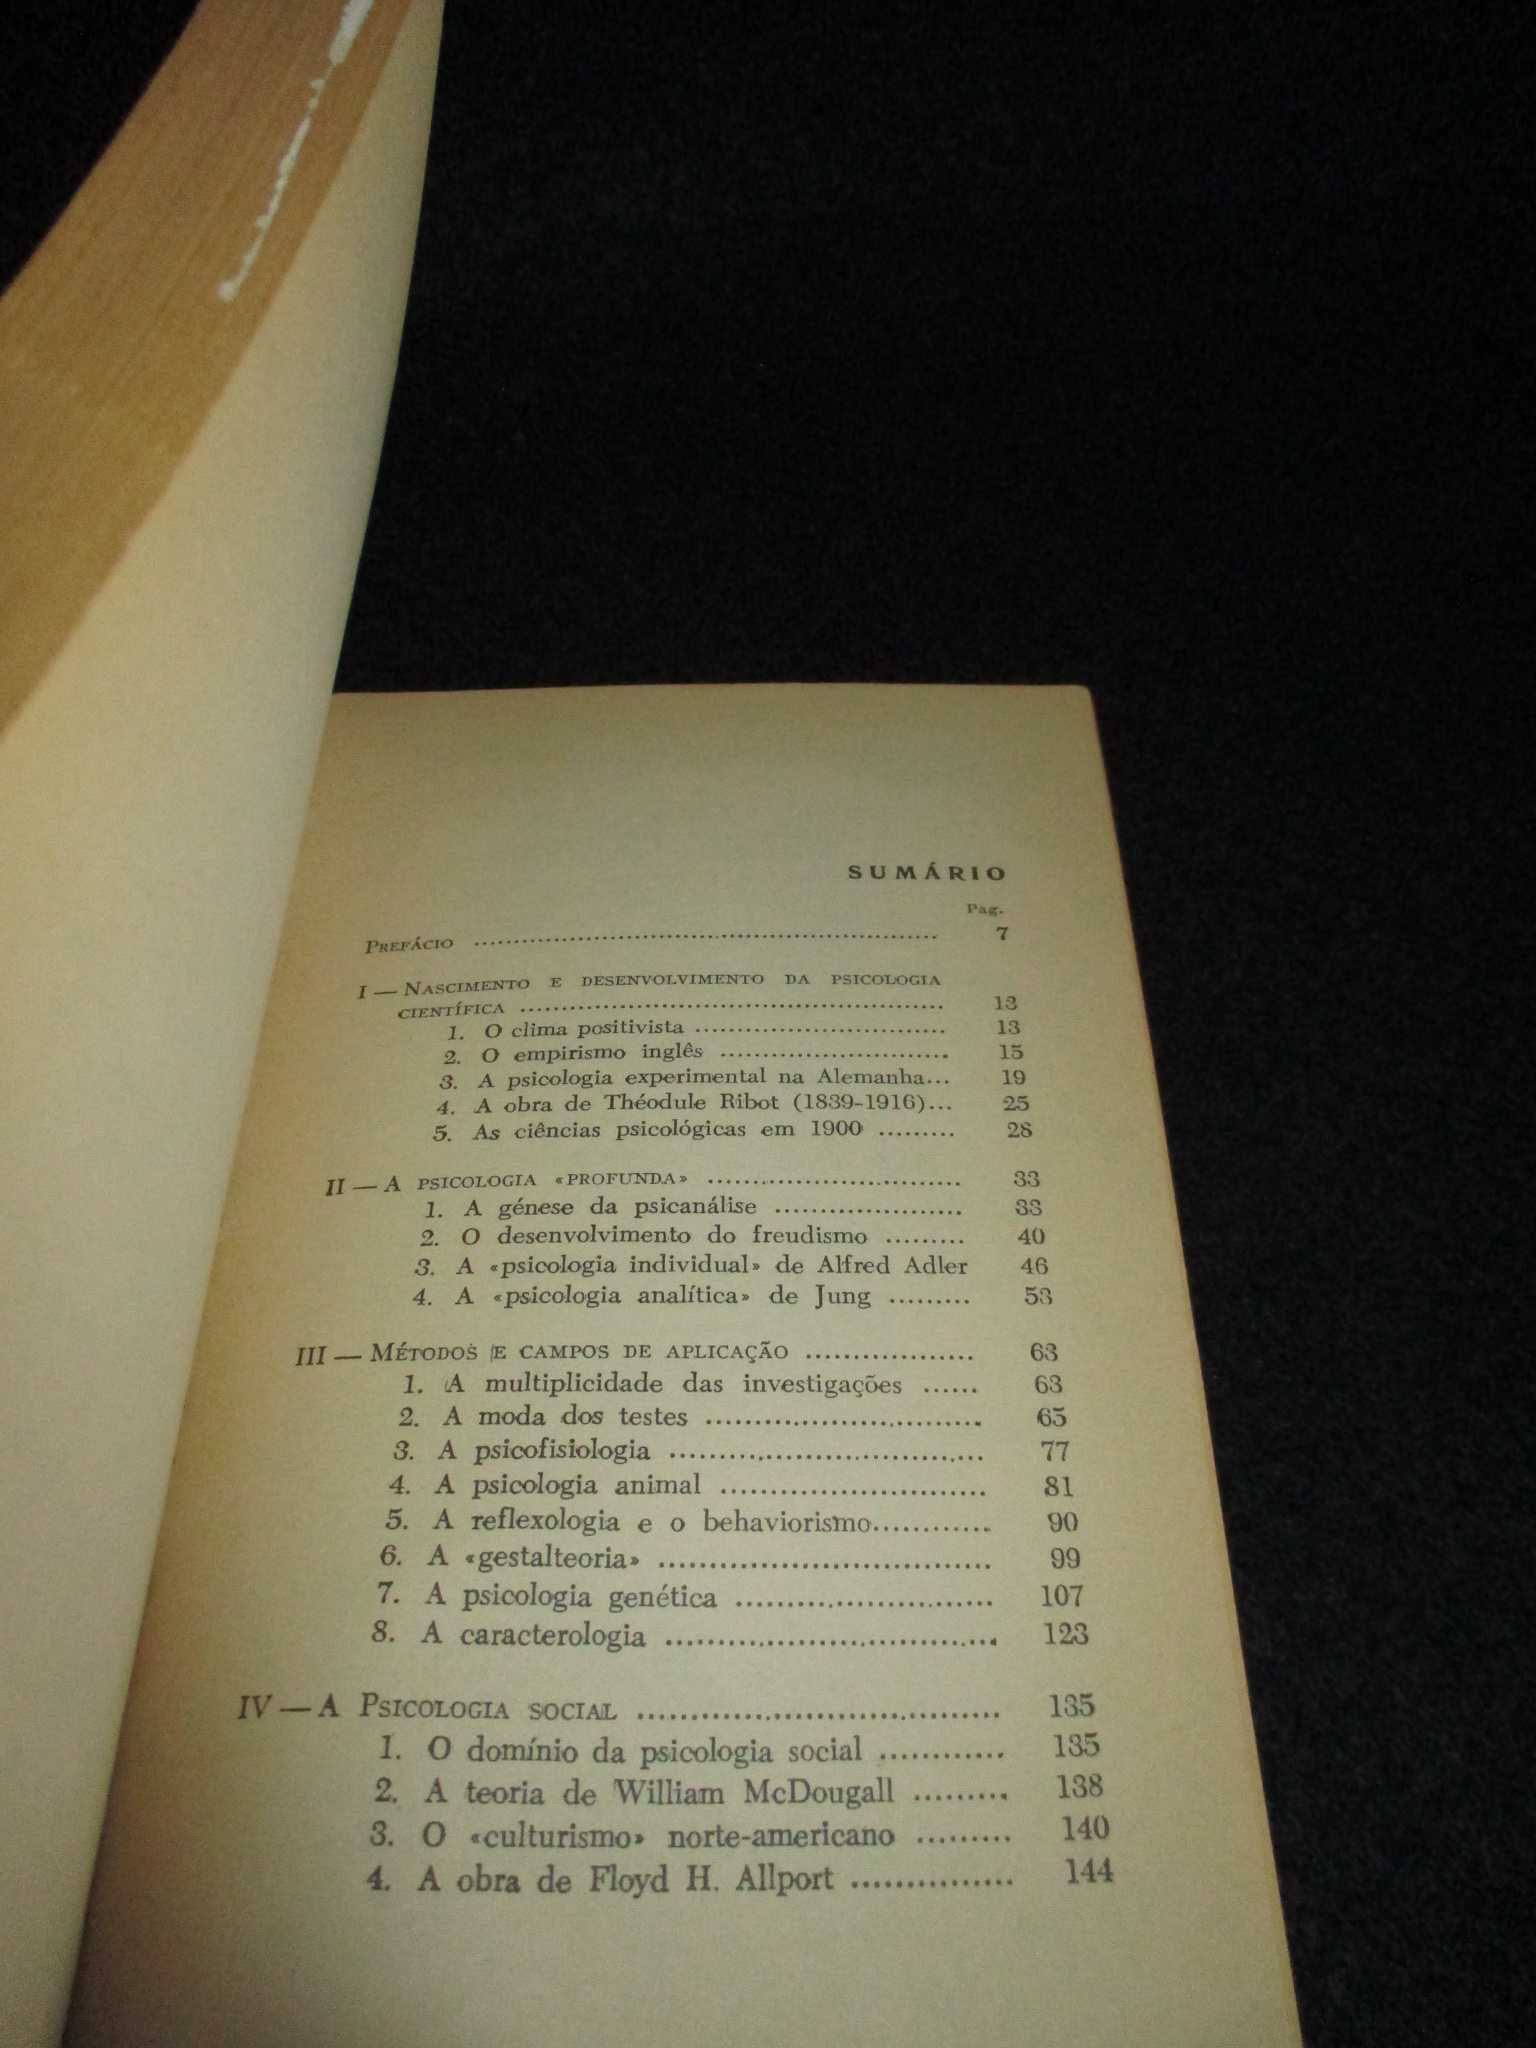 SUMÁRIO
Pag.
PREFÁCIO ........ 7
I — NASCIMENTO E DESENVOLVIMENTO DA PSICOLOGIA
CIENTÍFICA ........ 13
1. O clima positivista ........ 13
2. O empirismo inglês ........ 15
3. A psicologia experimental na Alemanha... 19
4. A obra de Théodule Ribot (1839-1916)... 25
5. As ciências psicológicas em 1900 ......... 28
II — A PSICOLOGIA «PROFUNDA» ........ 33
1. A génese da psicanálise ........ 33
2. O desenvolvimento do freudismo ......... 40
3. A «psicologia individual» de Alfred Adler 46
4. A «psicologia analítica» de Jung ......... 53
III — MÉTODOS E CAMPOS DE APLICAÇÃO ........ 63
1. A multiplicidade das investigações ...... 63
2. A moda dos testes ........ 65
3. A psicofisiologia ........ 77
4. A psicologia animal ........ 81
5. A reflexologia e o behaviorismo............ 90
6. A «gestalteoria» ........ 99
7. A psicologia genética ........ 107
8. A caracterologia ........ 123
IV — A PSICOLOGIA SOCIAL ........ 135
1. O domínio da psicologia social ............ 135
2. A teoria de William McDougall ......... 138
3. O «culturismo» norte-americano ......... 140
4. A obra de Floyd H. Allport ............... 144